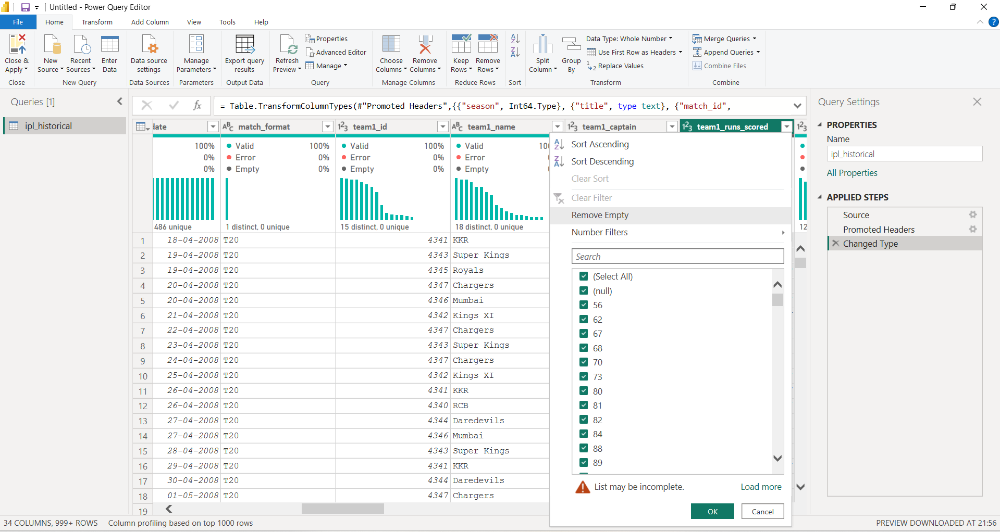 Untitled - Power Query Editor
File Home Transform Add Column View Tools Help
Close & Apply
Close
New Source
Recent Sources
Enter Data
New Query
Data source settings
Data Sources
Manage Parameters
Parameters
Export query results
Output Data
Refresh Preview
Properties
Advanced Editor
Manage
Query
Choose Columns
Remove Columns
Manage Columns
Keep Rows
Remove Rows
Reduce Rows
Sort
Split Column
Group By
Data Type: Whole Number
Use First Row as Headers
Replace Values
Transform
Merge Queries
Append Queries
Combine Files
Combine
Queries [1]
ipl_historical
fx
= Table.TransformColumnTypes(#"Promoted Headers",{{"season", Int64.Type}, {"title", type text}, {"match_id",
late ABC match_format 123 team1_id ABC team1_name 123 team1_captain 123 team1_runs_scored 123
100% Valid 100% Valid 100% Valid
0% Error 0% Error 0% Error
0% Empty 0% Empty 0% Empty
486 unique 1 distinct, 0 unique 15 distinct, 0 unique 18 distinct, 0 unique 12
1 18-04-2008 T20 4341 KKR
2 19-04-2008 T20 4343 Super Kings
3 19-04-2008 T20 4345 Royals
4 20-04-2008 T20 4347 Chargers
5 20-04-2008 T20 4346 Mumbai
6 21-04-2008 T20 4342 Kings XI
7 22-04-2008 T20 4347 Chargers
8 23-04-2008 T20 4343 Super Kings
9 24-04-2008 T20 4347 Chargers
10 25-04-2008 T20 4342 Kings XI
11 26-04-2008 T20 4341 KKR
12 26-04-2008 T20 4340 RCB
13 27-04-2008 T20 4344 Daredevils
14 27-04-2008 T20 4346 Mumbai
15 28-04-2008 T20 4343 Super Kings
16 29-04-2008 T20 4341 KKR
17 30-04-2008 T20 4344 Daredevils
18 01-05-2008 T20 4347 Chargers
19
Sort Ascending
Sort Descending
Clear Sort
Clear Filter
Remove Empty
Number Filters
Search
(Select All)
(null)
56
62
67
68
70
73
80
81
82
84
88
89
List may be incomplete. Load more
OK Cancel
Query Settings
PROPERTIES
Name
ipl_historical
All Properties
APPLIED STEPS
Source
Promoted Headers
Changed Type
34 COLUMNS, 999+ ROWS Column profiling based on top 1000 rows PREVIEW DOWNLOADED AT 21:56